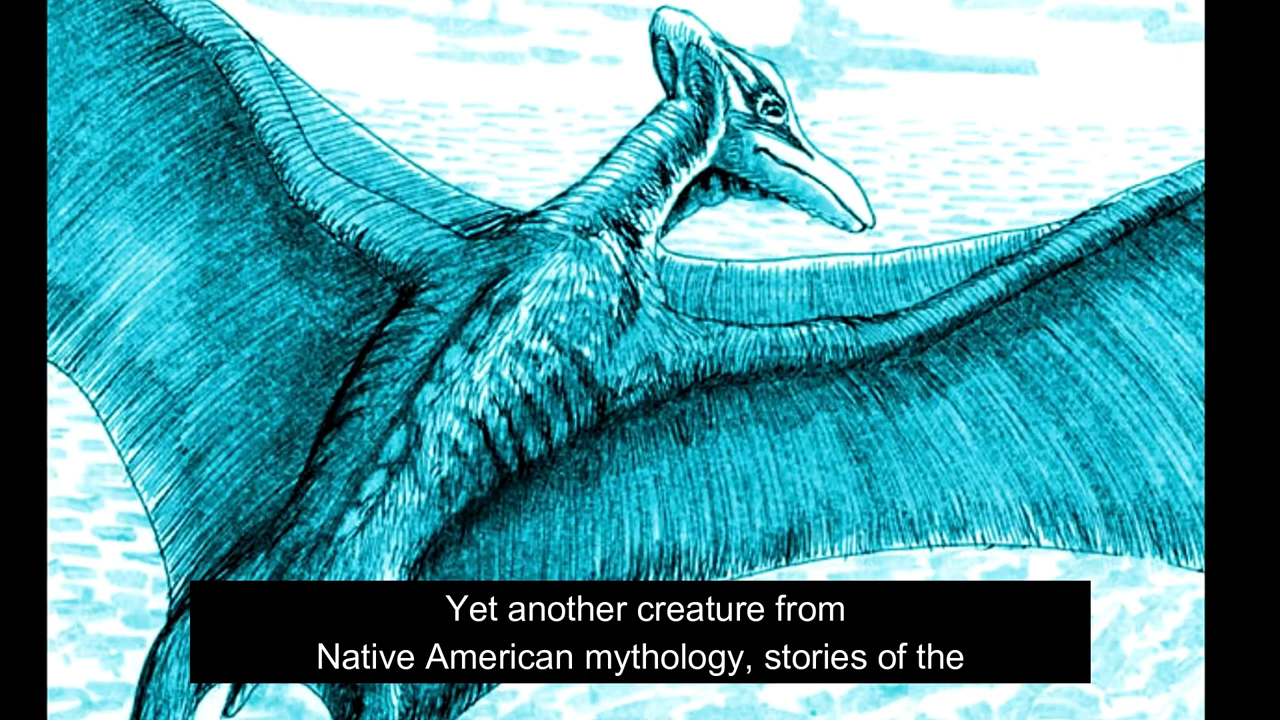 Yet another creature from
Native American mythology, stories of the